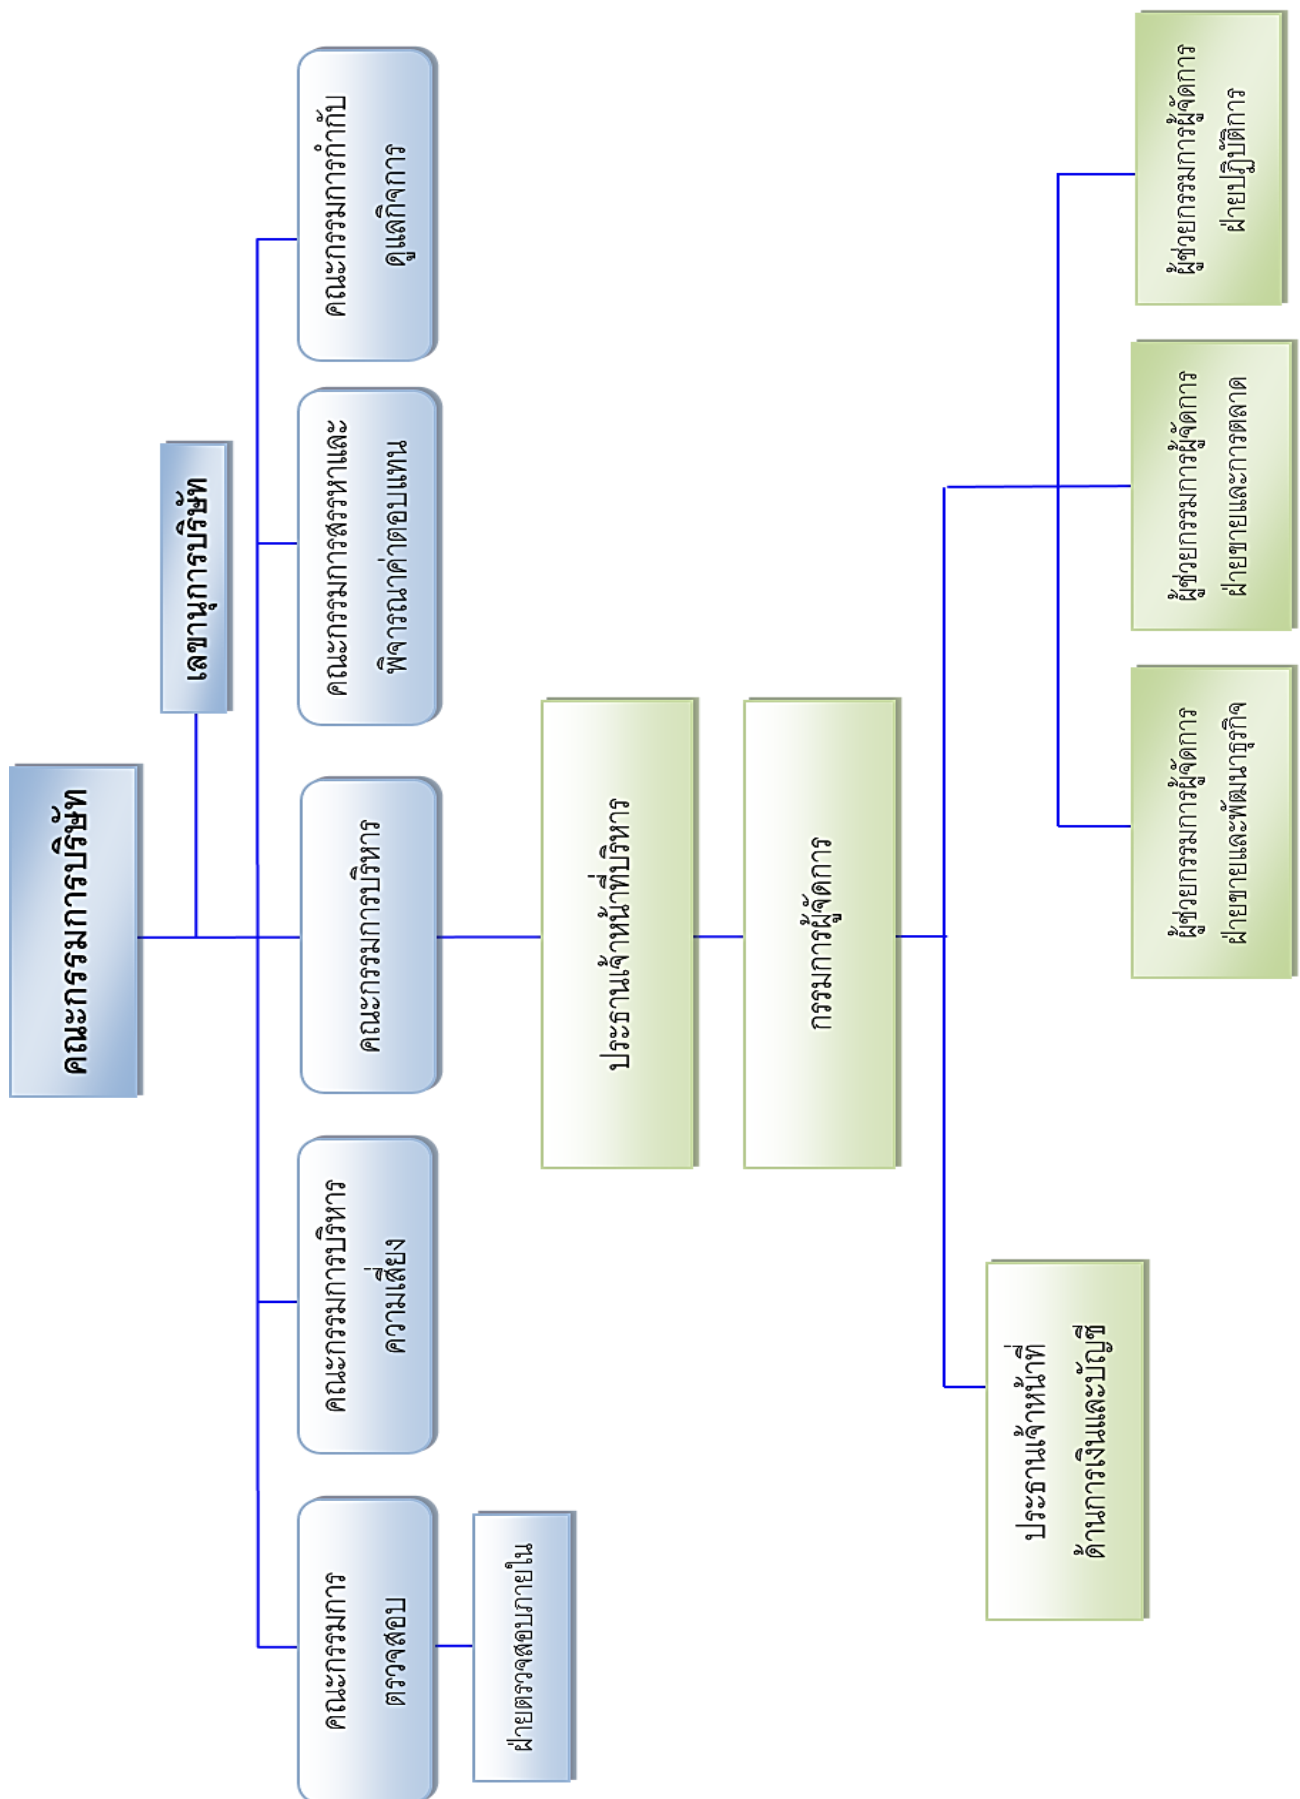 คณะกรรมการบริษัท
เลขานุการบริษัท
คณะกรรมการ
ตรวจสอบ
คณะกรรมการบริหาร
ความเสี่ยง
คณะกรรมการบริหาร
คณะกรรมการสรรหาและ
พิจารณาค่าตอบแทน
คณะกรรมการกำกับ
ดูแลกิจการ
ฝ่ายตรวจสอบภายใน
ประธานเจ้าหน้าที่บริหาร
กรรมการผู้จัดการ
ประธานเจ้าหน้าที่
ด้านการเงินและบัญชี
ผู้ช่วยกรรมการผู้จัดการ
ฝ่ายขายและพัฒนาธุรกิจ
ผู้ช่วยกรรมการผู้จัดการ
ฝ่ายขายและการตลาด
ผู้ช่วยกรรมการผู้จัดการ
ฝ่ายปฏิบัติการ